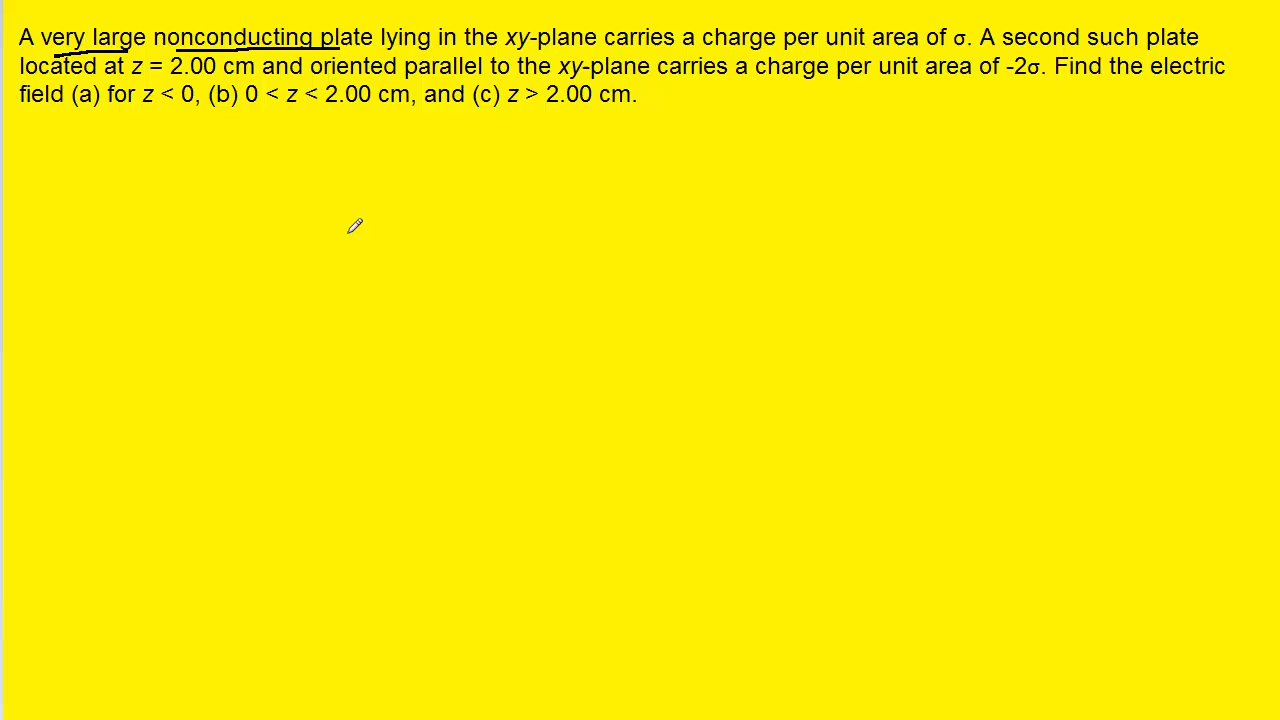 A very large nonconducting plate lying in the xy-plane carries a charge per unit area of σ. A second such plate
located at z = 2.00 cm and oriented parallel to the xy-plane carries a charge per unit area of -2σ. Find the electric
field (a) for z < 0, (b) 0 < z < 2.00 cm, and (c) z > 2.00 cm.